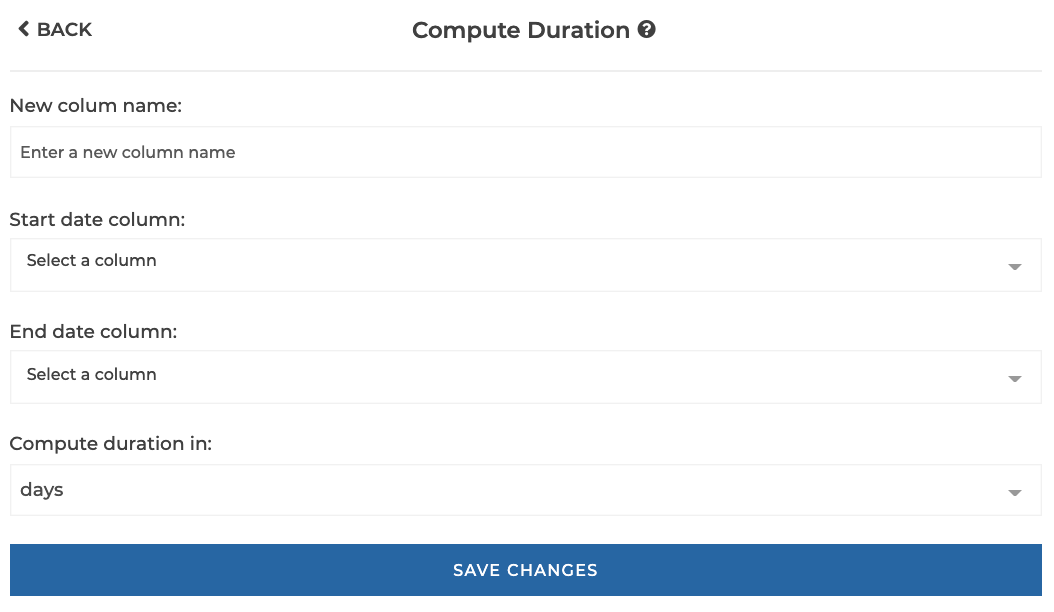 BACK
Compute Duration ?
New colum name:
Enter a new column name
Start date column:
Select a column
End date column:
Select a column
Compute duration in:
days
SAVE CHANGES